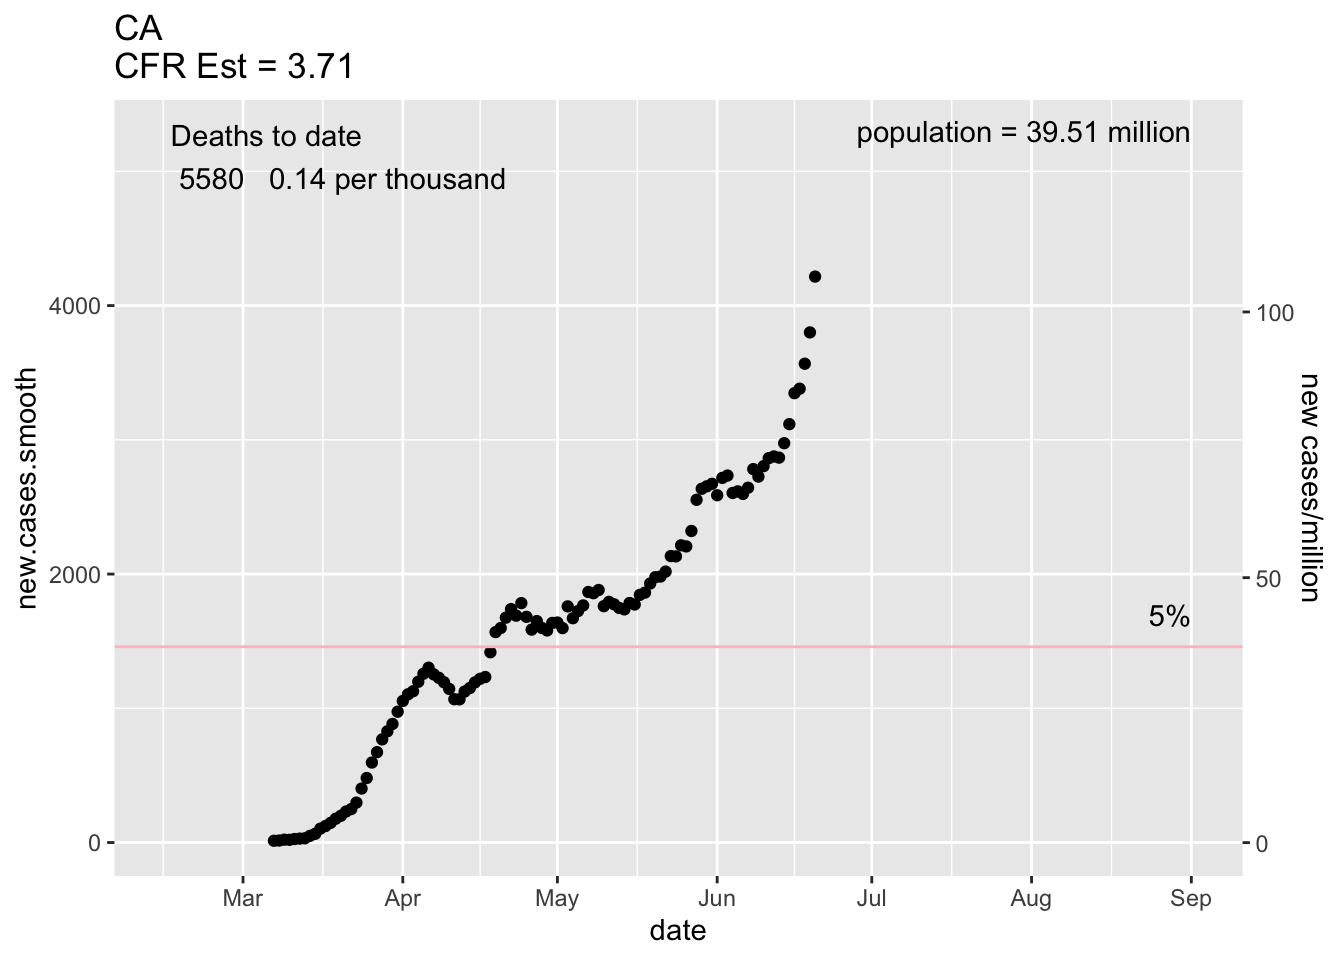 CA
CFR Est = 3.71
Deaths to date
population = 39.51 million
5580 0.14 per thousand
4000
2000
0
new.cases.smooth
100
50
0
new cases/million
5%
Mar Apr May Jun Jul Aug Sep
date